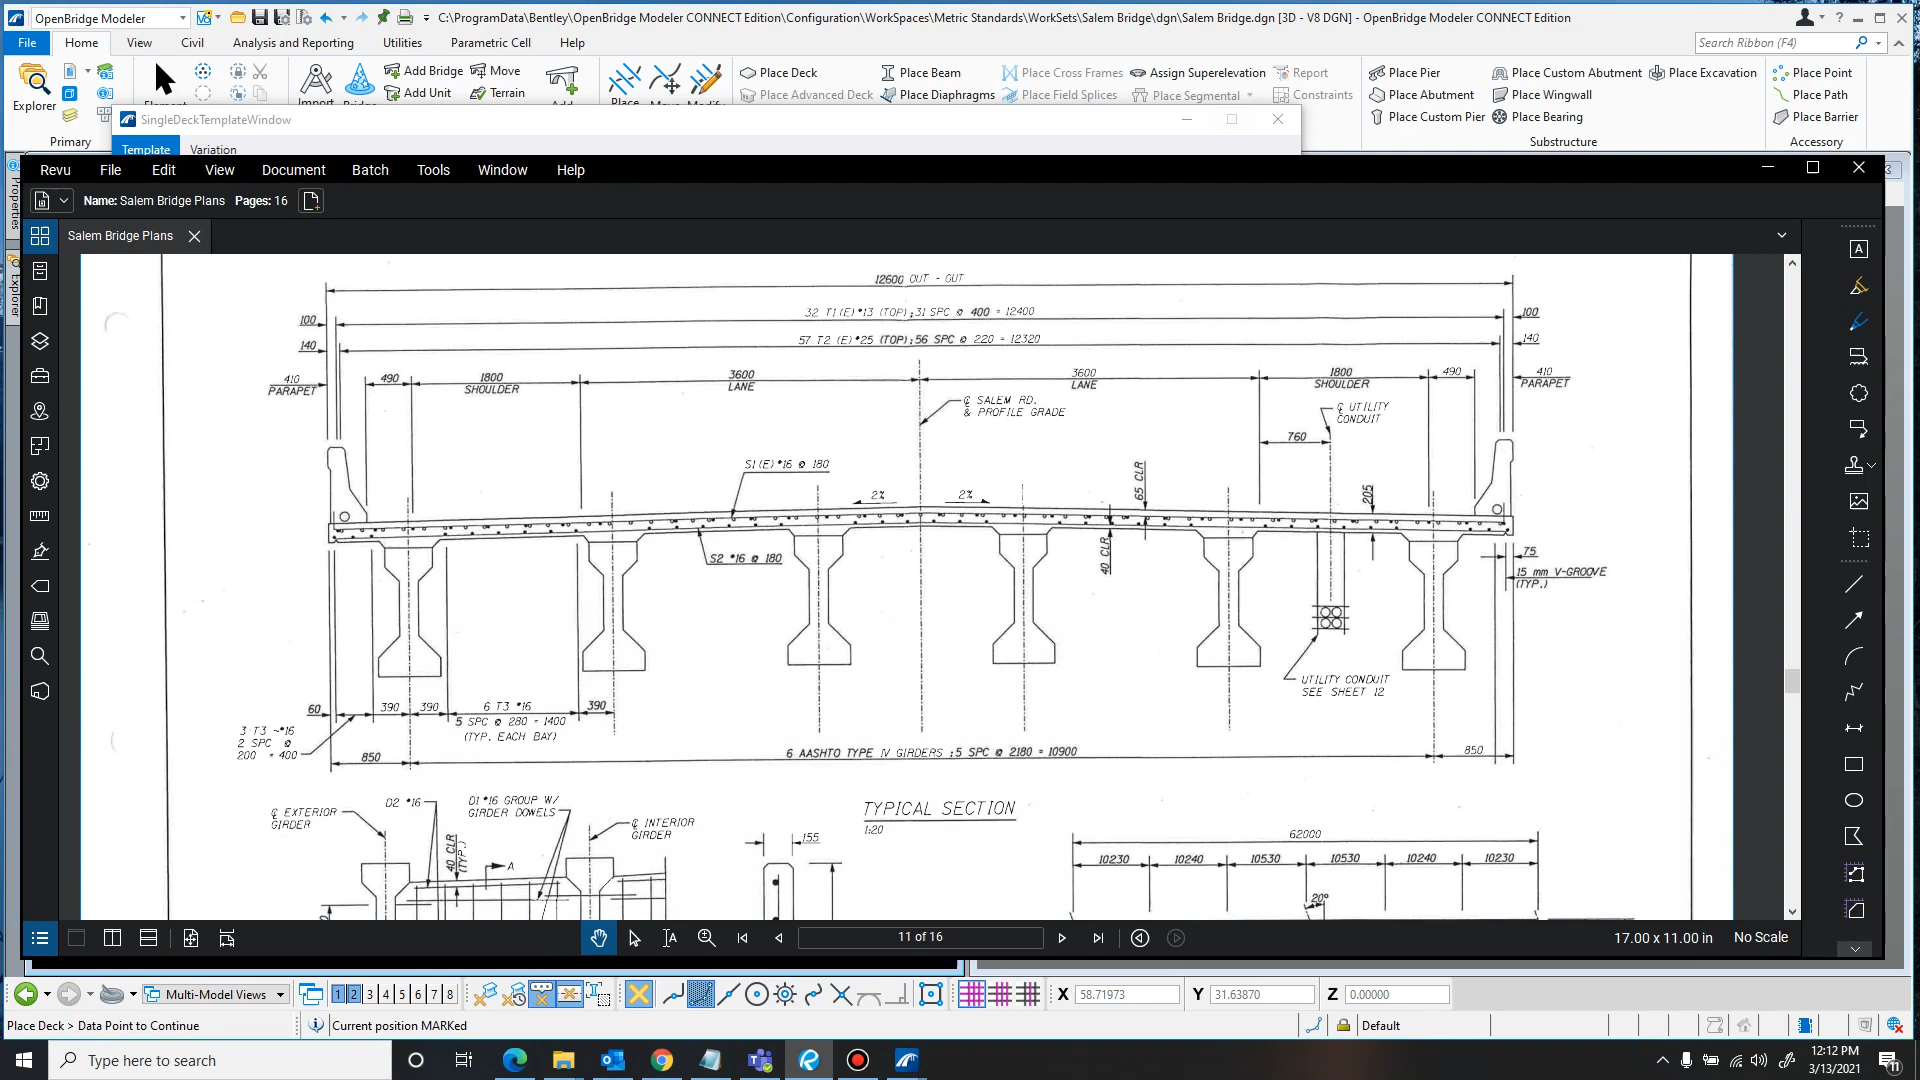 OpenBridge Modeler
C:\ProgramData\Bentley\OpenBridge Modeler CONNECT Edition\Configuration\WorkSpaces\Metric Standards\WorkSets\Salem Bridge\dgn\Salem Bridge.dgn [3D - V8 DGN] - OpenBridge Modeler CONNECT Edition
File Home View Civil Analysis and Reporting Utilities Parametric Cell Help
Search Ribbon (F4)
Explorer
Add Bridge
Add Unit
Move
Terrain
Place Deck
Place Advanced Deck
Place Beam
Place Diaphragms
Place Cross Frames
Place Field Splices
Assign Superelevation
Place Segmental
Report
Constraints
Place Pier
Place Abutment
Place Custom Pier
Place Custom Abutment
Place Wingwall
Place Bearing
Place Excavation
Place Point
Place Path
Place Barrier
Primary
Substructure
Accessory
SingleDeckTemplateWindow
Template Variation
Properties
Explorer
Revu File Edit View Document Batch Tools Window Help
Name: Salem Bridge Plans Pages: 16
Salem Bridge Plans
12600 OUT - OUT
100
32 T1(E)#13 (TOP);31 SPC @ 400 = 12400
100
140
57 T2 (E)#25 (TOP);56 SPC @ 220 = 12320
140
410
PARAPET
490
1800
SHOULDER
3600
LANE
3600
LANE
1800
SHOULDER
490
410
PARAPET
℄ SALEM RD.
& PROFILE GRADE
℄ UTILITY
CONDUIT
760
S1(E)#16 @ 180
65 CLR
2%
2%
205
S2 #16 @ 180
40 CLR
75
15 mm V-GROOVE
(TYP.)
UTILITY CONDUIT
SEE SHEET 12
60
390
390
6 T3 #16
5 SPC @ 280 = 1400
(TYP. EACH BAY)
390
3 T3 ~#16
2 SPC @
200 = 400
850
6 AASHTO TYPE IV GIRDERS ;5 SPC @ 2180 = 10900
850
TYPICAL SECTION
1:20
℄ EXTERIOR
GIRDER
D2 #16
D1 #16 GROUP W/
GIRDER DOWELS
℄ INTERIOR
GIRDER
40 CLR
(TYP.)
A
155
62000
10230 10240 10530 10530 10240 10230
20°
11 of 16
17.00 x 11.00 in No Scale
Multi-Model Views
1 2 3 4 5 6 7 8
X 58.71973 Y 31.63870 Z 0.00000
Place Deck > Data Point to Continue
Current position MARKed
Default
Type here to search
12:12 PM
3/13/2021
11